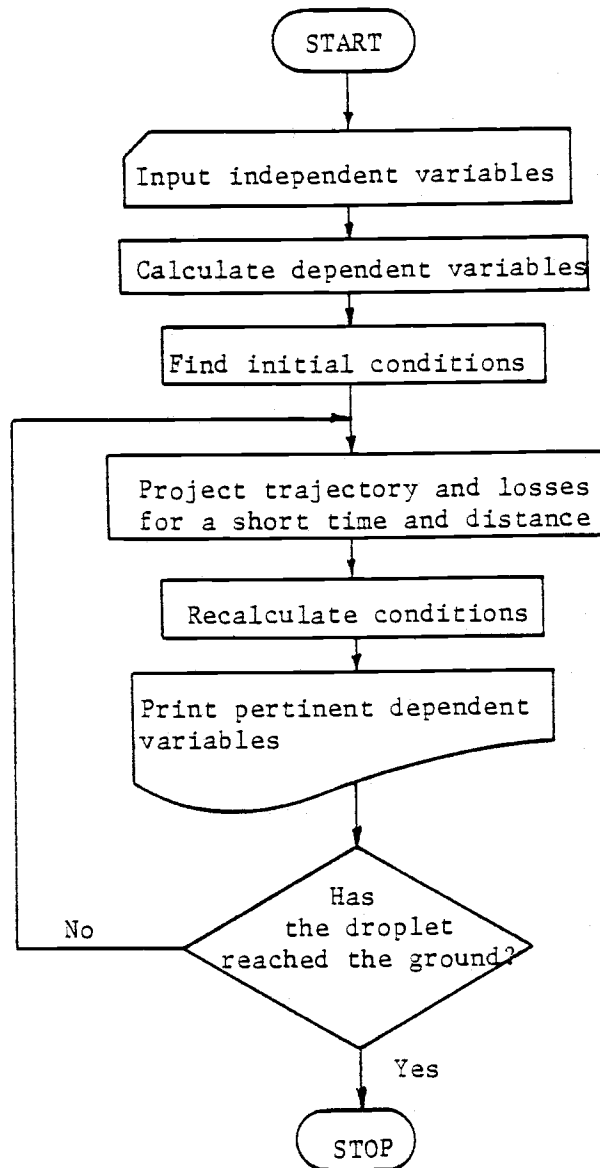 START
Input independent variables
Calculate dependent variables
Find initial conditions
Project trajectory and losses
for a short time and distance
Recalculate conditions
Print pertinent dependent
variables
Has
the droplet
reached the ground?
No
Yes
STOP